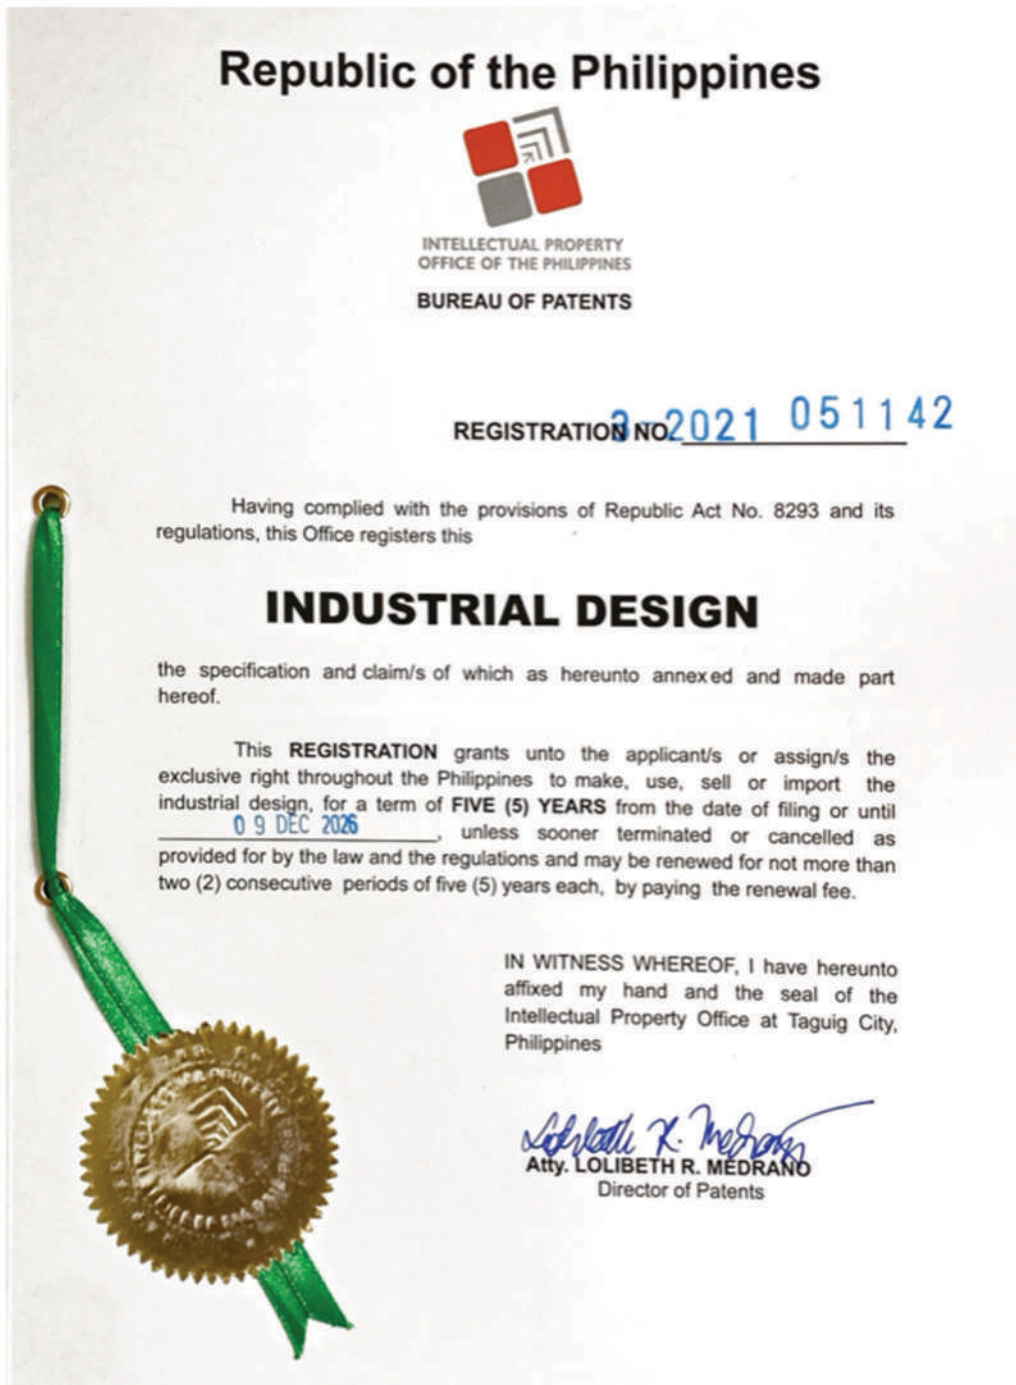 Republic of the Philippines
INTELLECTUAL PROPERTY
OFFICE OF THE PHILIPPINES
BUREAU OF PATENTS
REGISTRATION NO. 3-2021 051142
Having complied with the provisions of Republic Act No. 8293 and its
regulations, this Office registers this
INDUSTRIAL DESIGN
the specification and claim/s of which as hereunto annexed and made part
hereof.
This REGISTRATION grants unto the applicant/s or assign/s the
exclusive right throughout the Philippines to make, use, sell or import the
industrial design, for a term of FIVE (5) YEARS from the date of filing or until
09 DEC 2026, unless sooner terminated or cancelled as
provided for by the law and the regulations and may be renewed for not more than
two (2) consecutive periods of five (5) years each, by paying the renewal fee.
IN WITNESS WHEREOF, I have hereunto
affixed my hand and the seal of the
Intellectual Property Office at Taguig City,
Philippines
Lolibeth R. Medrano
Atty. LOLIBETH R. MEDRANO
Director of Patents